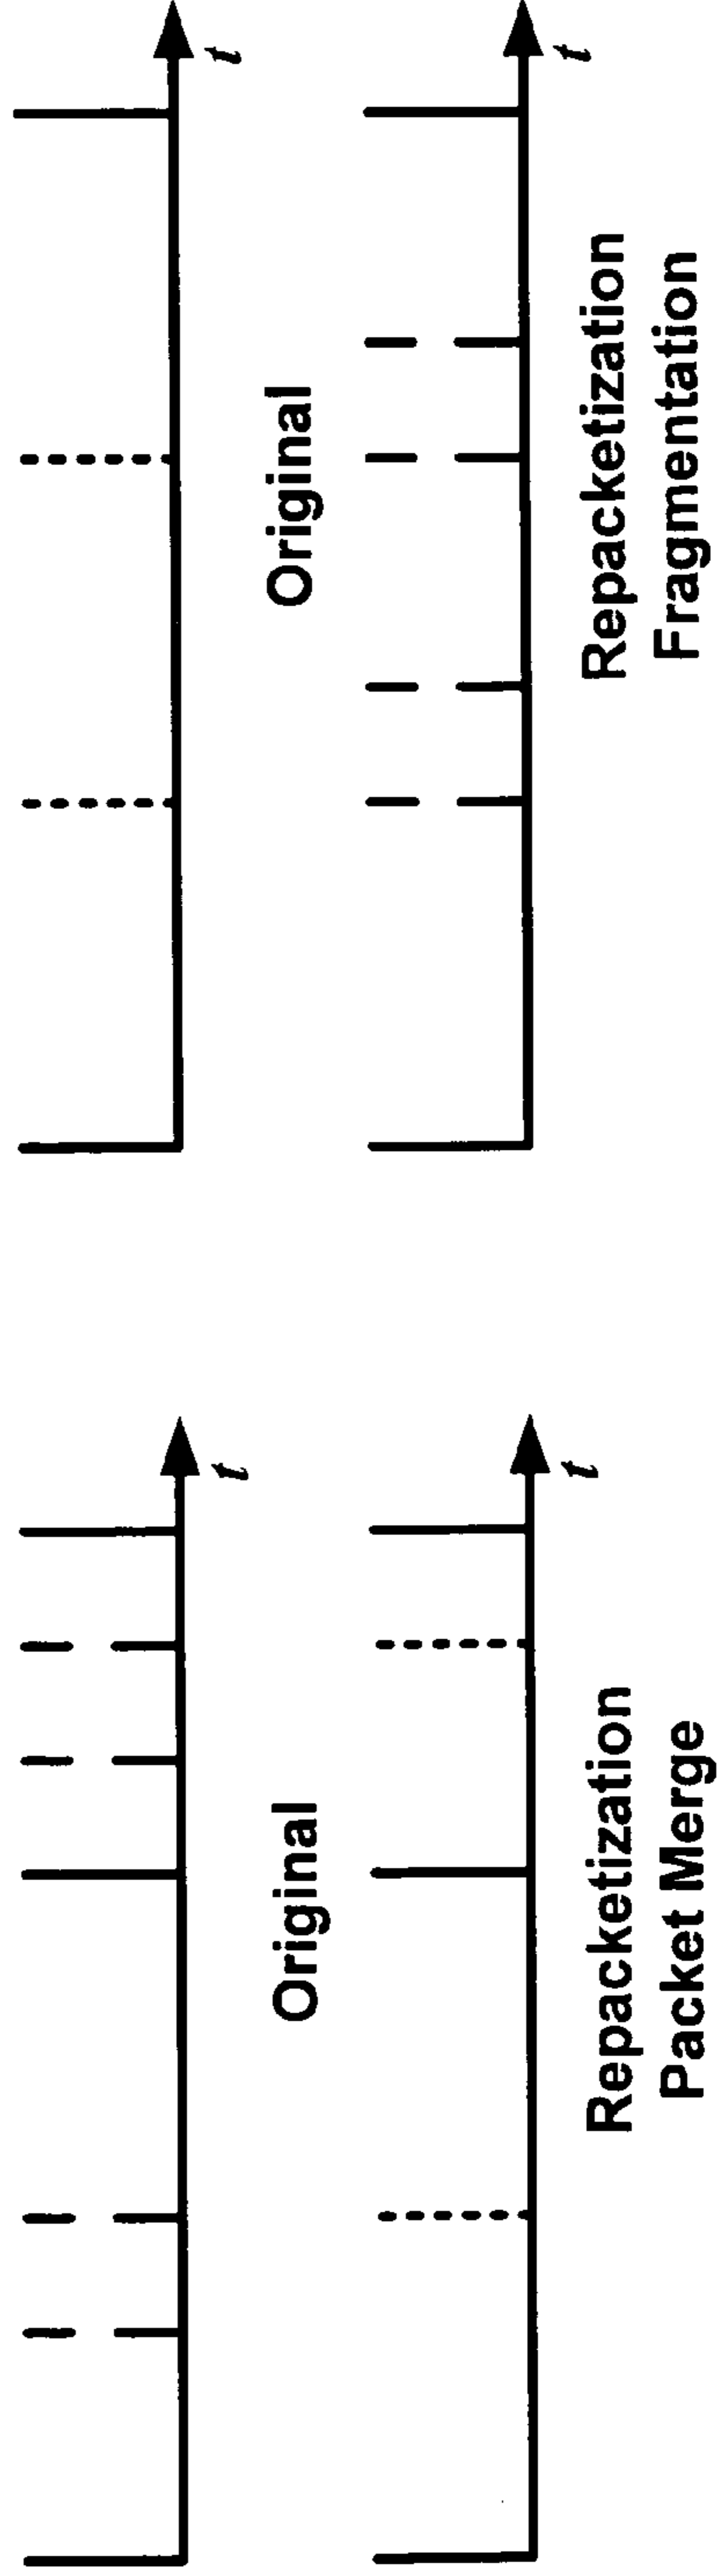 t
Original
t
Repacketization
Packet Merge
t
Original
t
Repacketization
Fragmentation